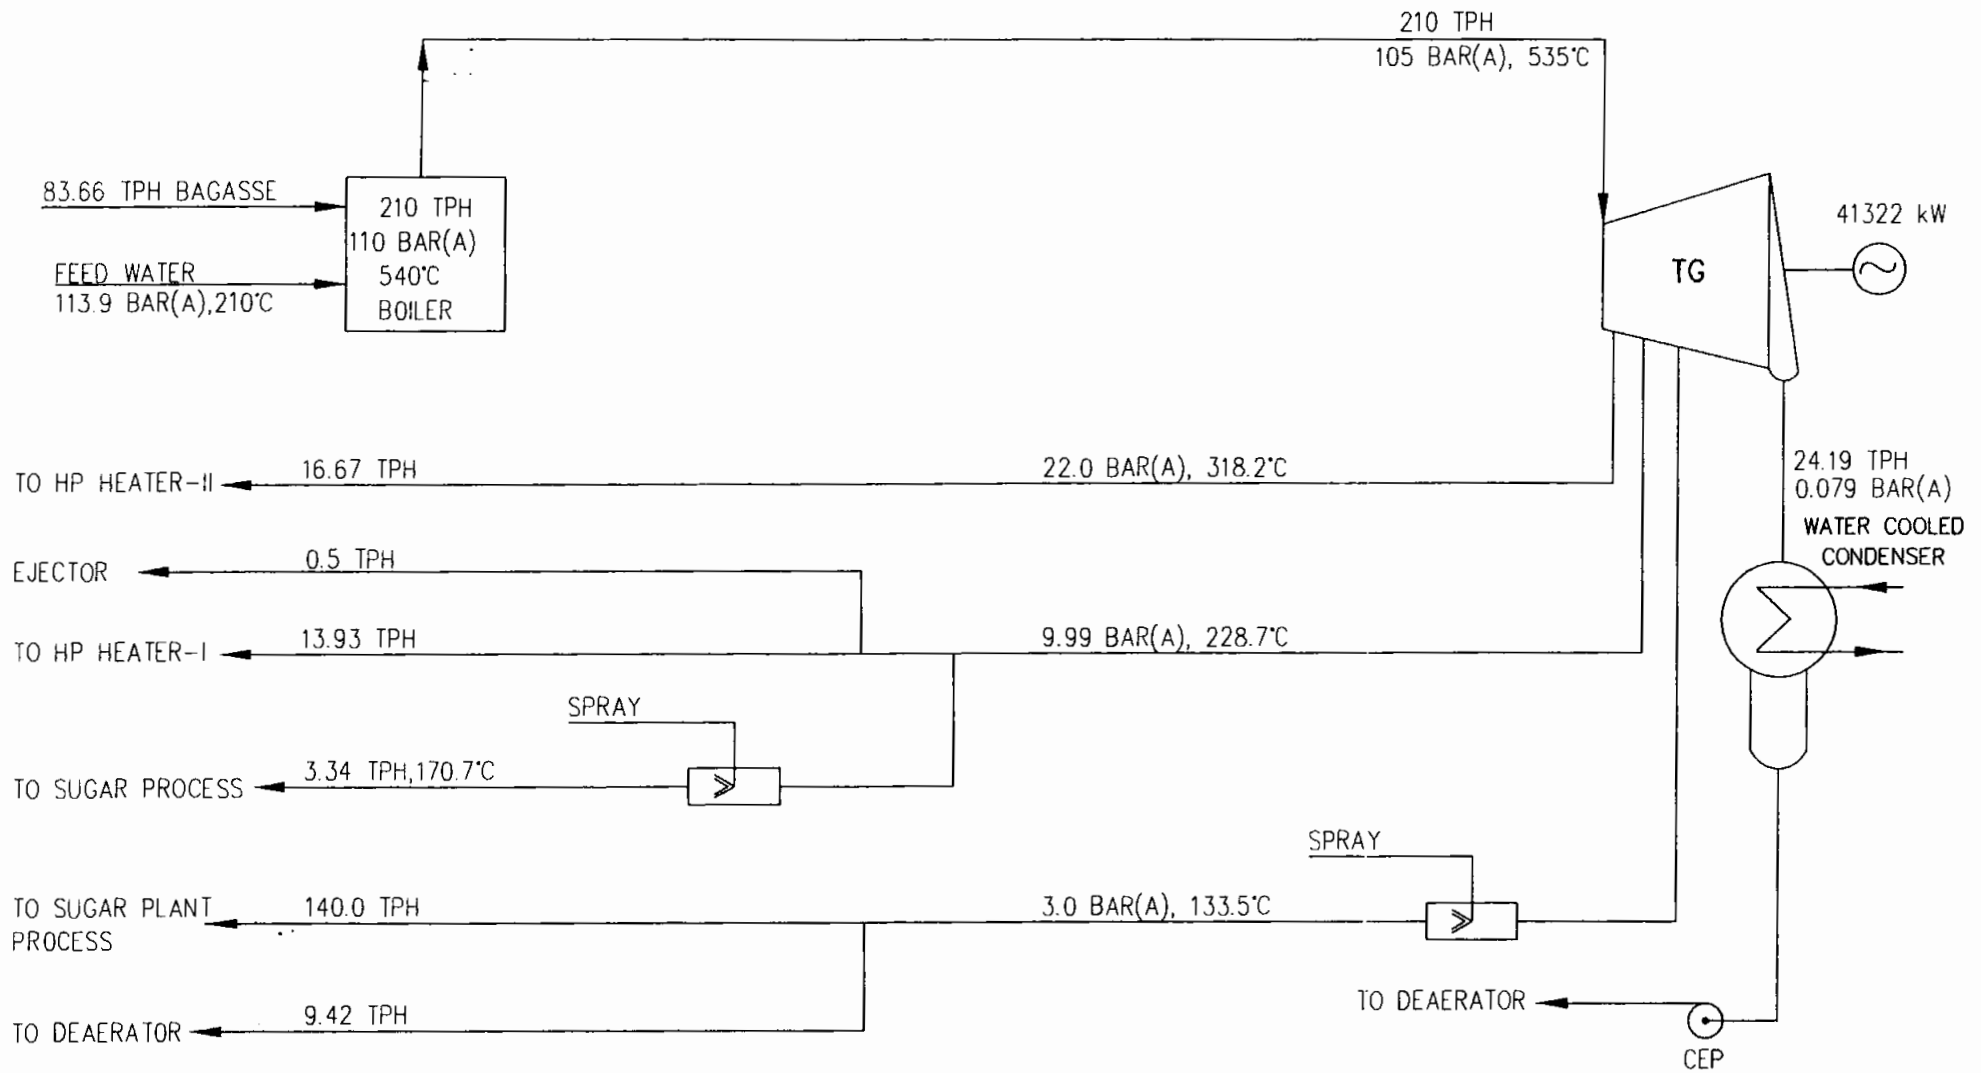 210 TPH
105 BAR(A), 535°C
83.66 TPH BAGASSE
210 TPH
110 BAR(A)
540°C
BOILER
FEED WATER
113.9 BAR(A),210°C
TG
41322 kW
TO HP HEATER-II
16.67 TPH
22.0 BAR(A), 318.2°C
24.19 TPH
0.079 BAR(A)
WATER COOLED
CONDENSER
EJECTOR
0.5 TPH
TO HP HEATER-I
13.93 TPH
9.99 BAR(A), 228.7°C
SPRAY
TO SUGAR PROCESS
3.34 TPH,170.7°C
SPRAY
TO SUGAR PLANT
PROCESS
140.0 TPH
3.0 BAR(A), 133.5°C
TO DEAERATOR
9.42 TPH
TO DEAERATOR
CEP